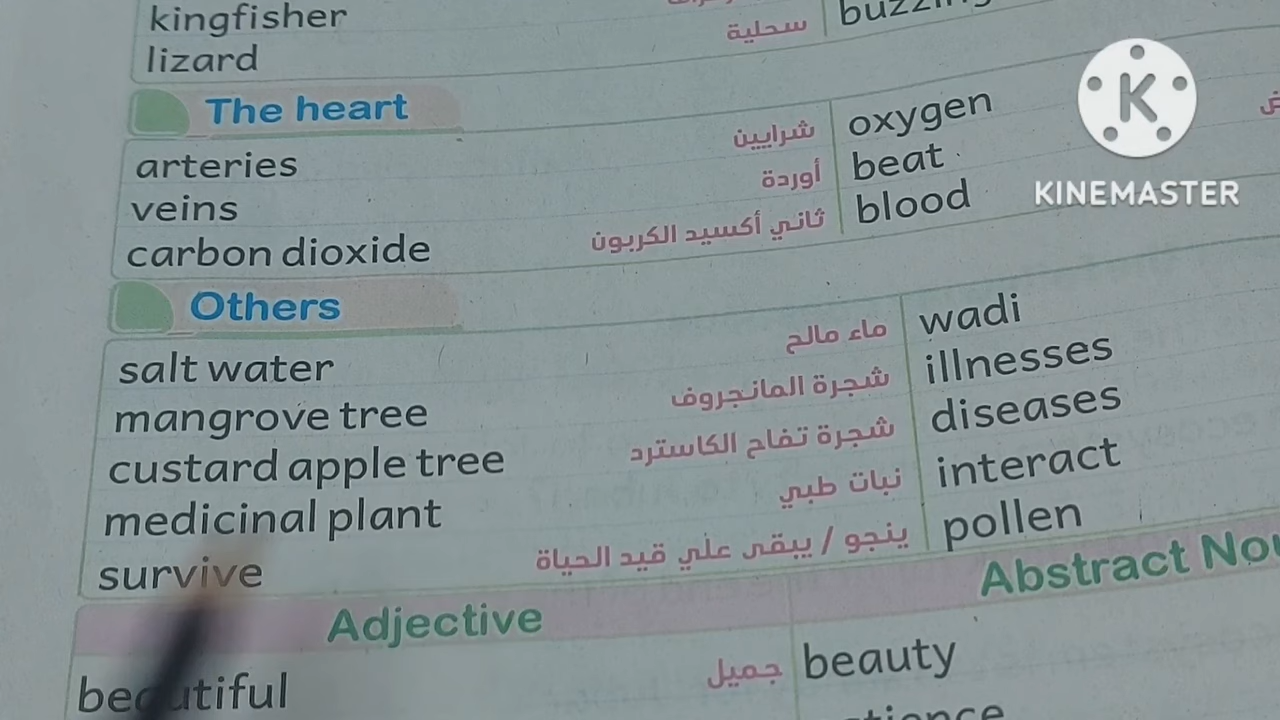 kingfisher
lizard سحلية
The heart
arteries شرايين oxygen
veins أوردة beat
carbon dioxide ثاني أكسيد الكربون blood
Others
salt water ماء مالح wadi
mangrove tree شجرة المانجروف illnesses
custard apple tree شجرة تفاح الكاسترد diseases
medicinal plant نبات طبي interact
survive ينجو / يبقى علي قيد الحياة pollen
Adjective Abstract
beautiful جميل beauty
KINEMASTER